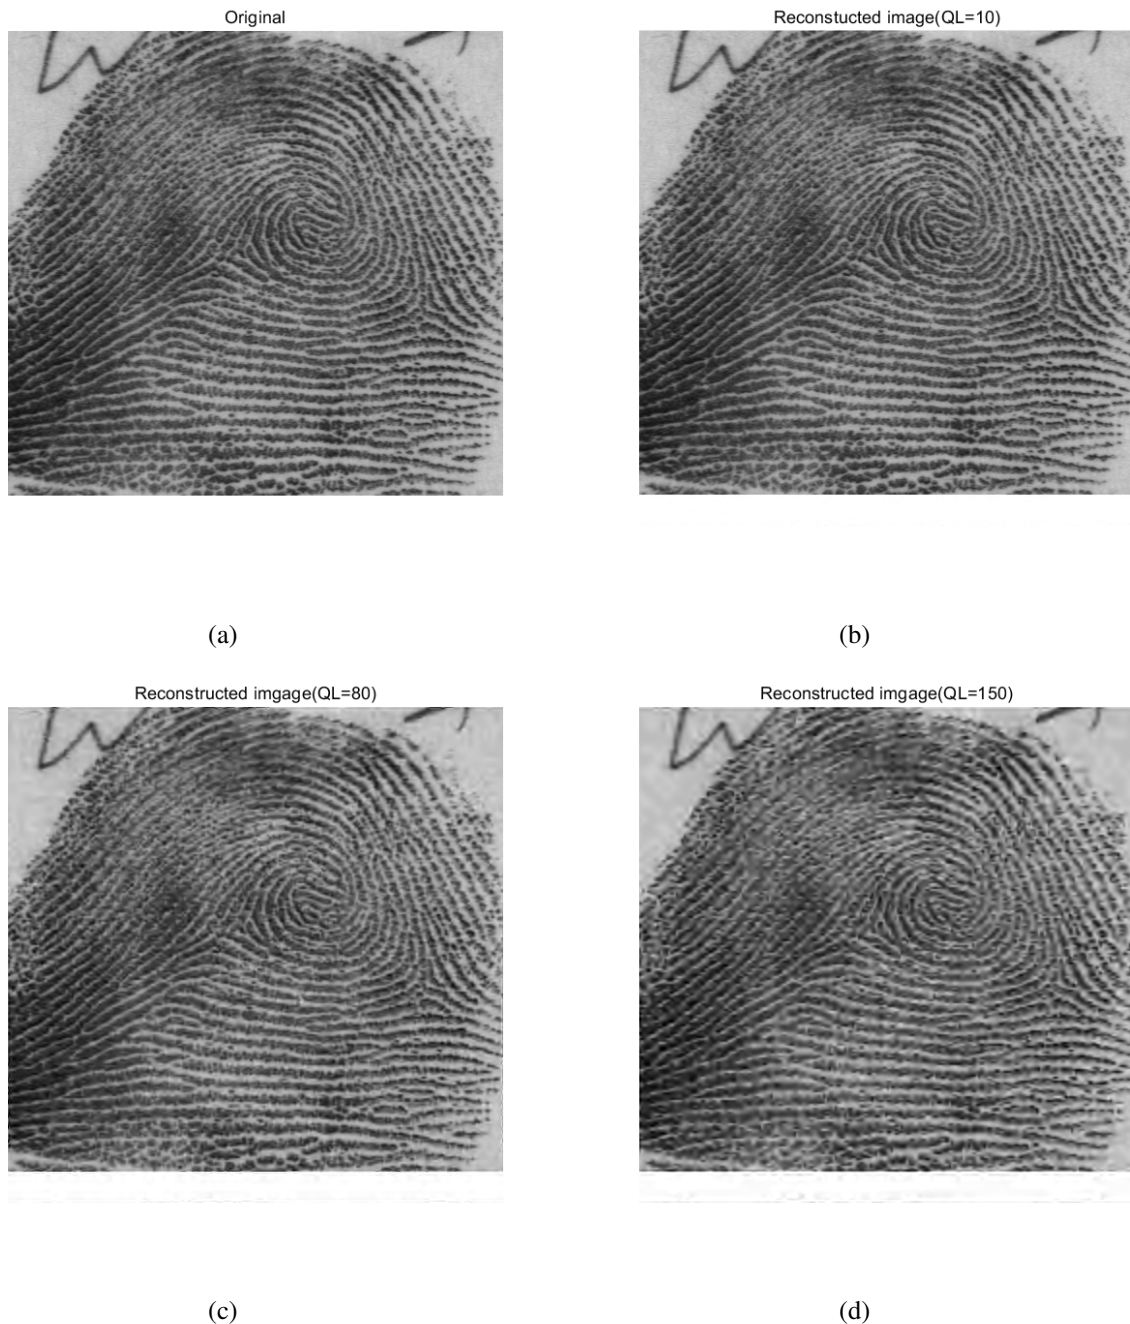 Original
Reconstucted image(QL=10)
(a)
(b)
Reconstructed imgage(QL=80)
Reconstructed imgage(QL=150)
(c)
(d)